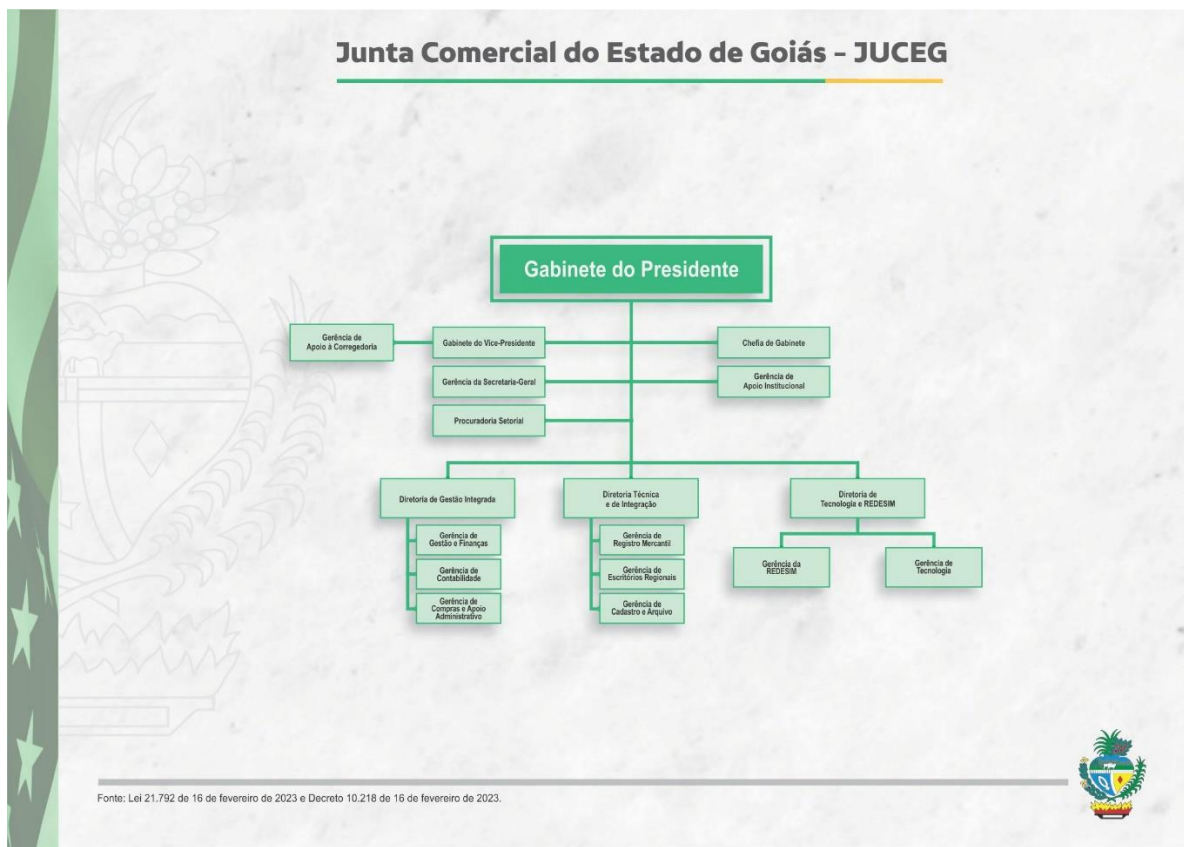 Junta Comercial do Estado de Goiás – JUCEG
Gabinete do Presidente
Gerência de
Apoio à Corregedoria
Gabinete do Vice-Presidente
Chefia de Gabinete
Gerência da Secretaria-Geral
Gerência de
Apoio Institucional
Procuradoria Setorial
Diretoria de Gestão Integrada
Diretoria Técnica
e de Integração
Diretoria de
Tecnologia e REDESIM
Gerência de
Gestão e Finanças
Gerência de
Contabilidade
Gerência de
Compras e Apoio
Administrativo
Gerência de
Registro Mercantil
Gerência de
Escritórios Regionais
Gerência de
Cadastro e Arquivo
Gerência da
REDESIM
Gerência de
Tecnologia
Fonte: Lei 21.792 de 16 de fevereiro de 2023 e Decreto 10.218 de 16 de fevereiro de 2023.